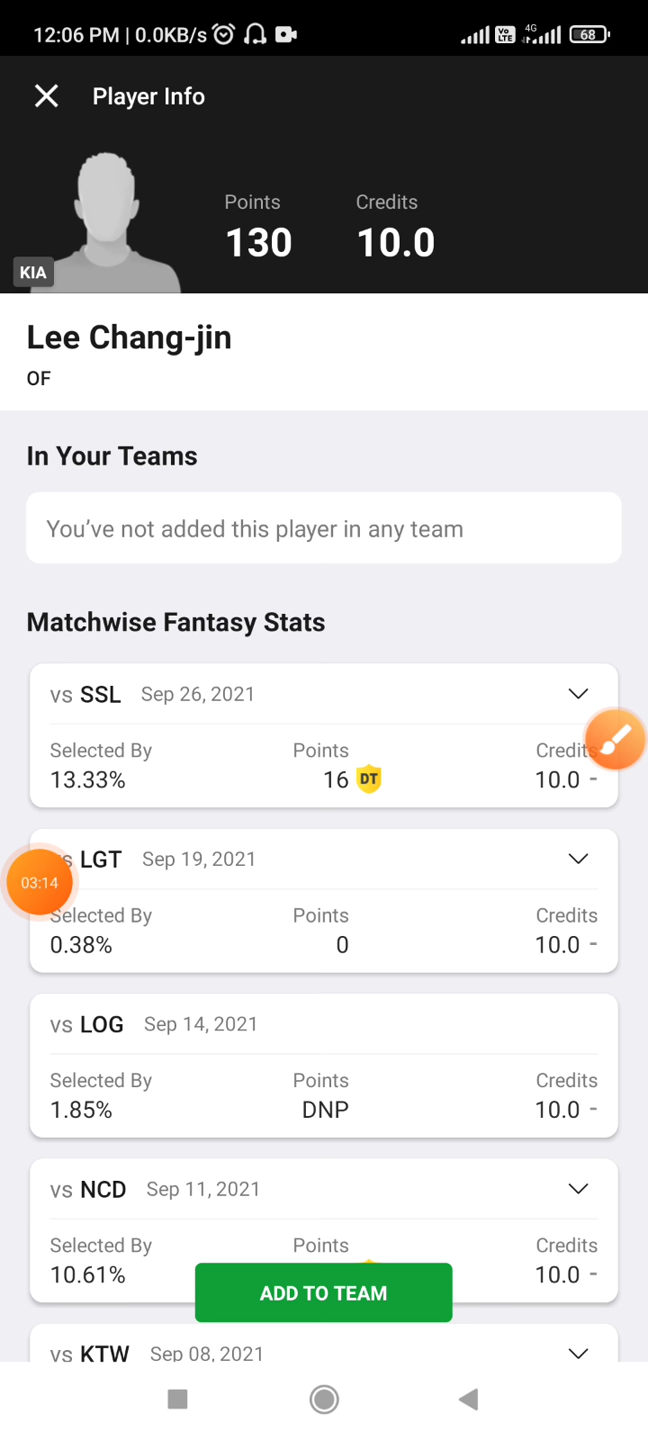 12:06 PM | 0.0KB/s
Vo LTE 4G 68
Player Info
Points Credits
130 10.0
KIA
Lee Chang-jin
OF
In Your Teams
You’ve not added this player in any team
Matchwise Fantasy Stats
vs SSL Sep 26, 2021
Selected By Points Credits
13.33% 16 DT 10.0 -
vs LGT Sep 19, 2021
03:14
Selected By Points Credits
0.38% 0 10.0 -
vs LOG Sep 14, 2021
Selected By Points Credits
1.85% DNP 10.0 -
vs NCD Sep 11, 2021
Selected By Points Credits
10.61% 10.0 -
ADD TO TEAM
vs KTW Sep 08, 2021